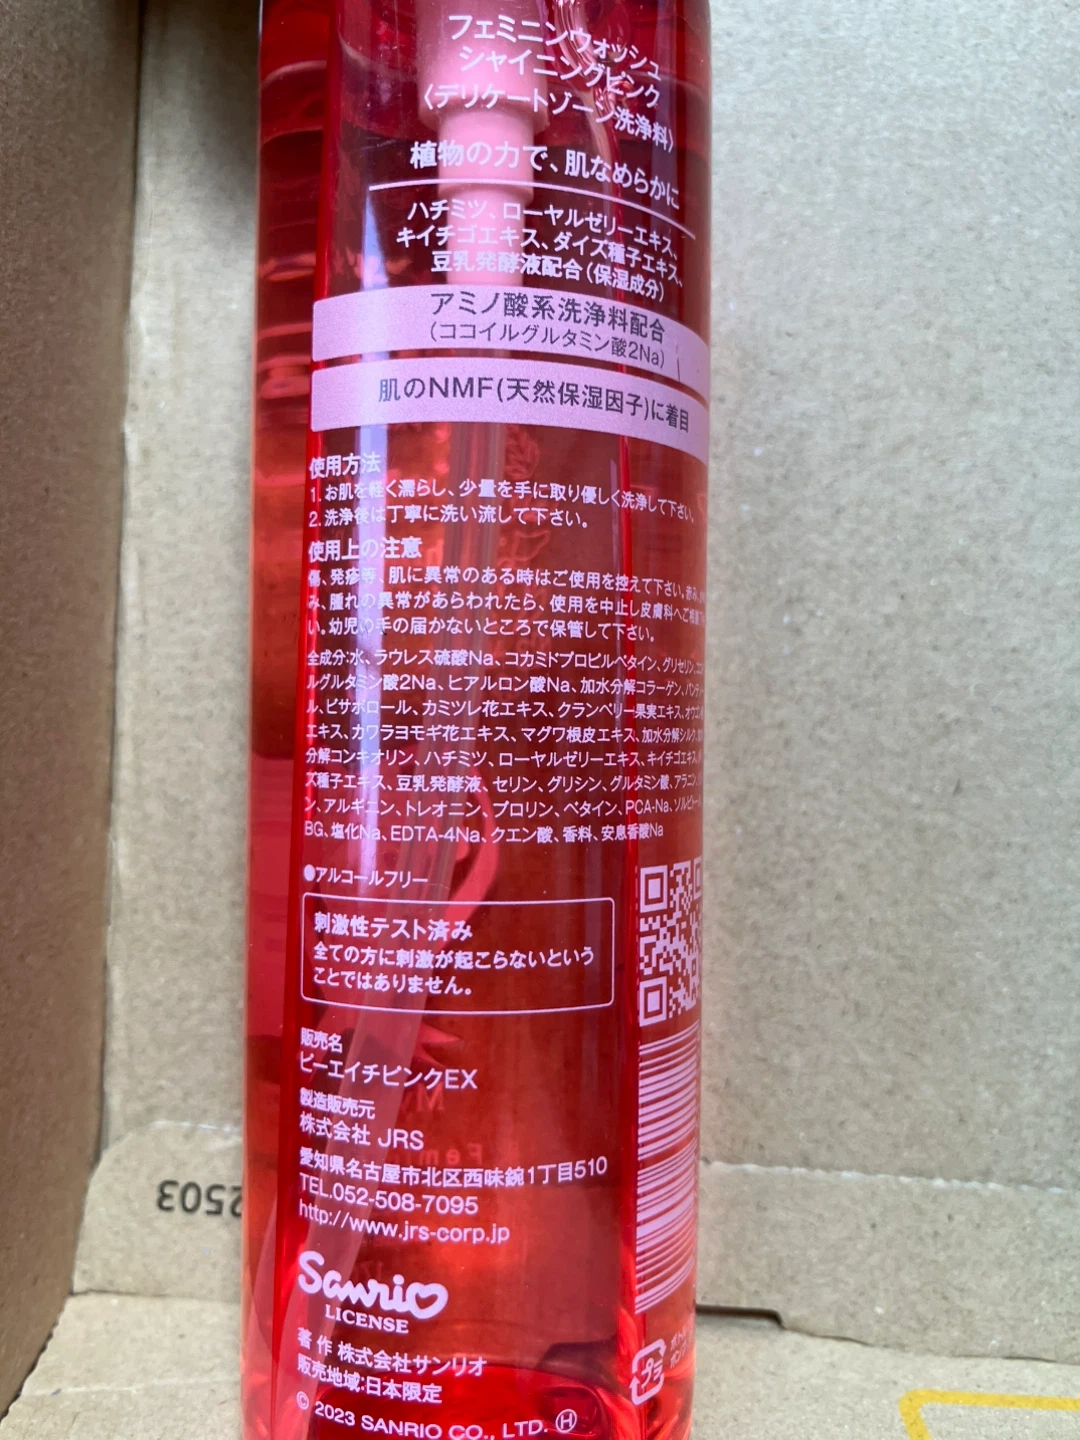 フェミニンウォッシュ
シャイニングピンク
〈デリケートゾーン洗浄料〉
植物の力で、肌なめらかに
ハチミツ、ローヤルゼリーエキス、
キイチゴエキス、ダイズ種子エキス、
豆乳発酵液配合（保湿成分）
アミノ酸系洗浄料配合
（ココイルグルタミン酸2Na）
肌のNMF(天然保湿因子)に着目
使用方法
1. お肌を軽く濡らし、少量を手に取り優しく洗浄して下さい。
2. 洗浄後は丁寧に洗い流して下さい。
使用上の注意
傷、発疹等、肌に異常のある時はご使用を控えて下さい。赤み、
み、腫れの異常があらわれたら、使用を中止し皮膚科へご相談
い。幼児の手の届かないところで保管して下さい。
全成分:水、ラウレス硫酸Na、コカミドプロピルベタイン、グリセリン、
ルグルタミン酸2Na、ヒアルロン酸Na、加水分解コラーゲン、
ル、ビサボロール、カミツレ花エキス、クランベリー果実エキス、
エキス、カワラヨモギ花エキス、マグワ根皮エキス、加水分解シルク、
分解コンキオリン、ハチミツ、ローヤルゼリーエキス、キイチゴエキス、
ズ種子エキス、豆乳発酵液、セリン、グリシン、グルタミン酸、アラニン、
ン、アルギニン、トレオニン、プロリン、ベタイン、PCA-Na、ソルビトール
BG、塩化Na、EDTA-4Na、クエン酸、香料、安息香酸Na
●アルコールフリー
刺激性テスト済み
全ての方に刺激が起こらないという
ことではありません。
販売名
ピーエイチピンクEX
製造販売元
株式会社 JRS
愛知県名古屋市北区西味鋺1丁目510
TEL.052-508-7095
http://www.jrs-corp.jp
Sanrio
LICENSE
著作 株式会社サンリオ
販売地域:日本限定
© 2023 SANRIO CO., LTD. Ⓗ
プラ
2503